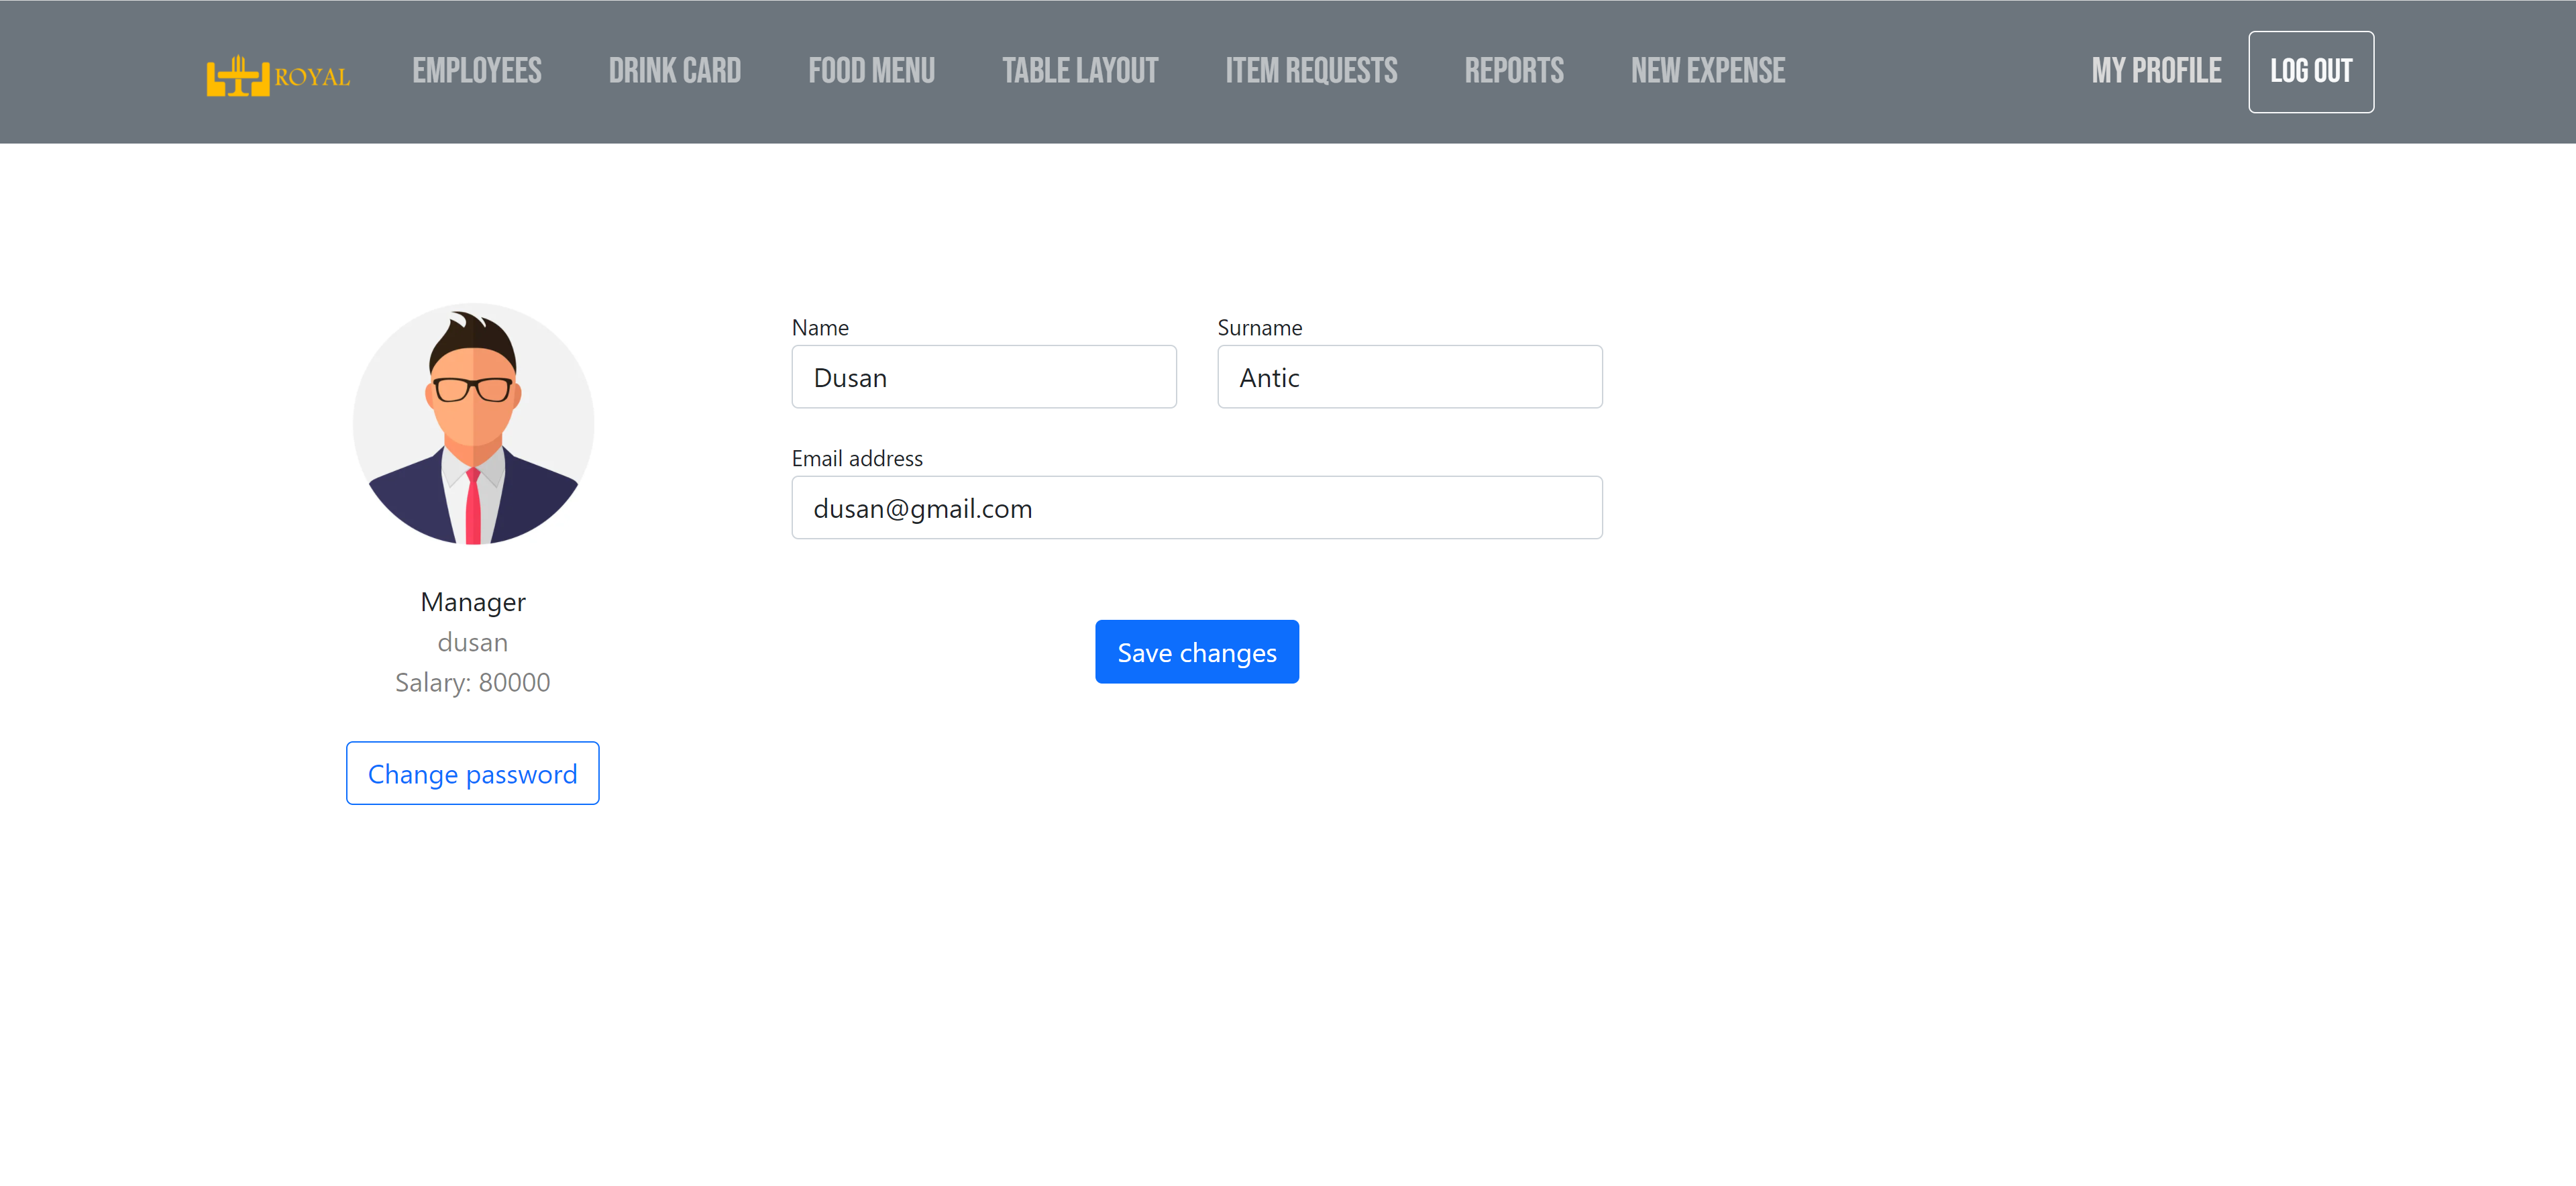 ROYAL EMPLOYEES DRINK CARD FOOD MENU TABLE LAYOUT ITEM REQUESTS REPORTS NEW EXPENSE MY PROFILE LOG OUT
Name Surname
Dusan Antic
Email address
dusan@gmail.com
Manager
dusan
Salary: 80000
Save changes
Change password